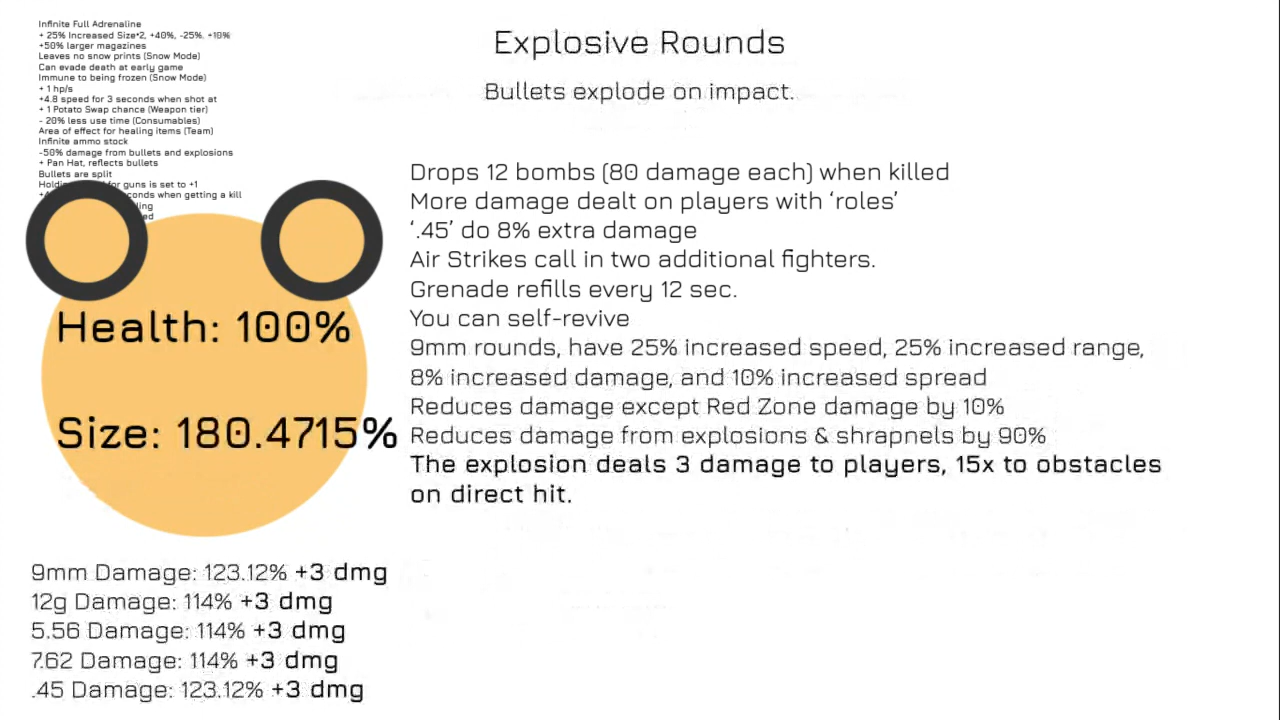 Infinite Full Adrenaline
+ 25% Increased Size*2, +40%, -25%. +10%
+50% larger magazines
Leaves no snow prints (Snow Mode)
Can evade death at early game
Immune to being frozen (Snow Mode)
+ 1 hp/s
+4.8 speed for 3 seconds when shot at
+ 1 Potato Swap chance (Weapon tier)
- 20% less use time (Consumables)
Area of effect for healing items (Team)
Infinite ammo stock
-50% damage from bullets and explosions
+ Pan Hat, reflects bullets
Bullets are split
for guns is set to +1
when getting a kill
Explosive Rounds
Bullets explode on impact.
Drops 12 bombs (80 damage each) when killed
More damage dealt on players with ‘roles’
‘.45’ do 8% extra damage
Air Strikes call in two additional fighters.
Grenade refills every 12 sec.
You can self-revive
9mm rounds, have 25% increased speed, 25% increased range,
8% increased damage, and 10% increased spread
Reduces damage except Red Zone damage by 10%
Reduces damage from explosions & shrapnels by 90%
The explosion deals 3 damage to players, 15x to obstacles
on direct hit.
Health: 100%
Size: 180.4715%
9mm Damage: 123.12% +3 dmg
12g Damage: 114% +3 dmg
5.56 Damage: 114% +3 dmg
7.62 Damage: 114% +3 dmg
.45 Damage: 123.12% +3 dmg